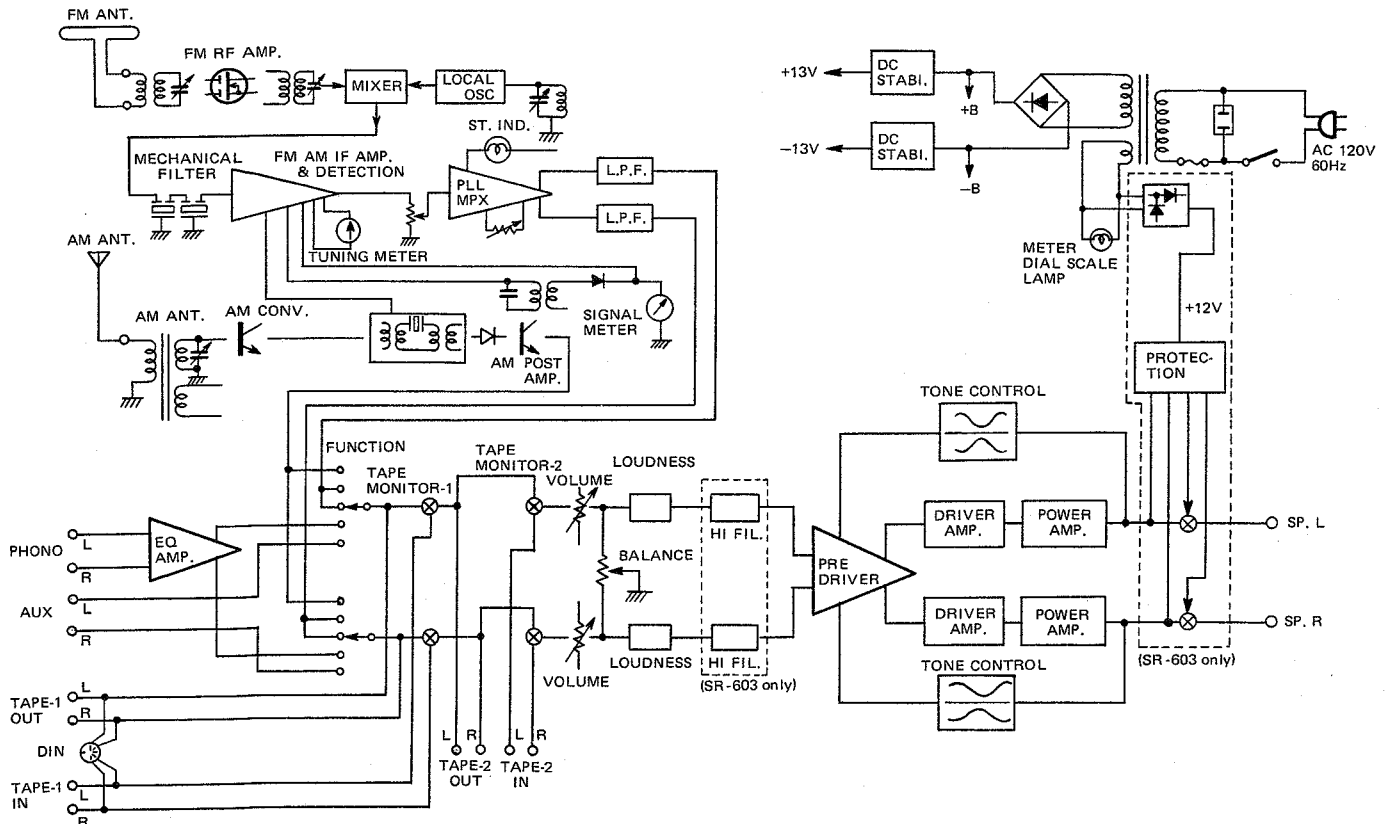 FM ANT.
FM RF AMP.
MIXER
LOCAL
OSC
ST. IND.
MECHANICAL
FILTER
FM AM IF AMP.
& DETECTION
PLL
MPX
L.P.F.
L.P.F.
TUNING METER
AM ANT.
AM ANT.
AM CONV.
SIGNAL
METER
AM POST
AMP.
+13V
DC
STABI.
+B
-13V
DC
STABI.
-B
AC 120V
60Hz
METER
DIAL SCALE
LAMP
+12V
PROTEC-
TION
TONE CONTROL
FUNCTION
TAPE
MONITOR-1
TAPE
MONITOR-2
VOLUME
LOUDNESS
HI FIL.
BALANCE
PHONO
L
R
EQ
AMP.
AUX
L
R
PRE
DRIVER
DRIVER
AMP.
POWER
AMP.
SP. L
DRIVER
AMP.
POWER
AMP.
SP. R
VOLUME
LOUDNESS
HI FIL.
(SR-603 only)
TONE CONTROL
(SR-603 only)
TAPE-1
OUT
L
R
DIN
TAPE-1
IN
L
R
L
R
TAPE-2
OUT
L
R
TAPE-2
IN